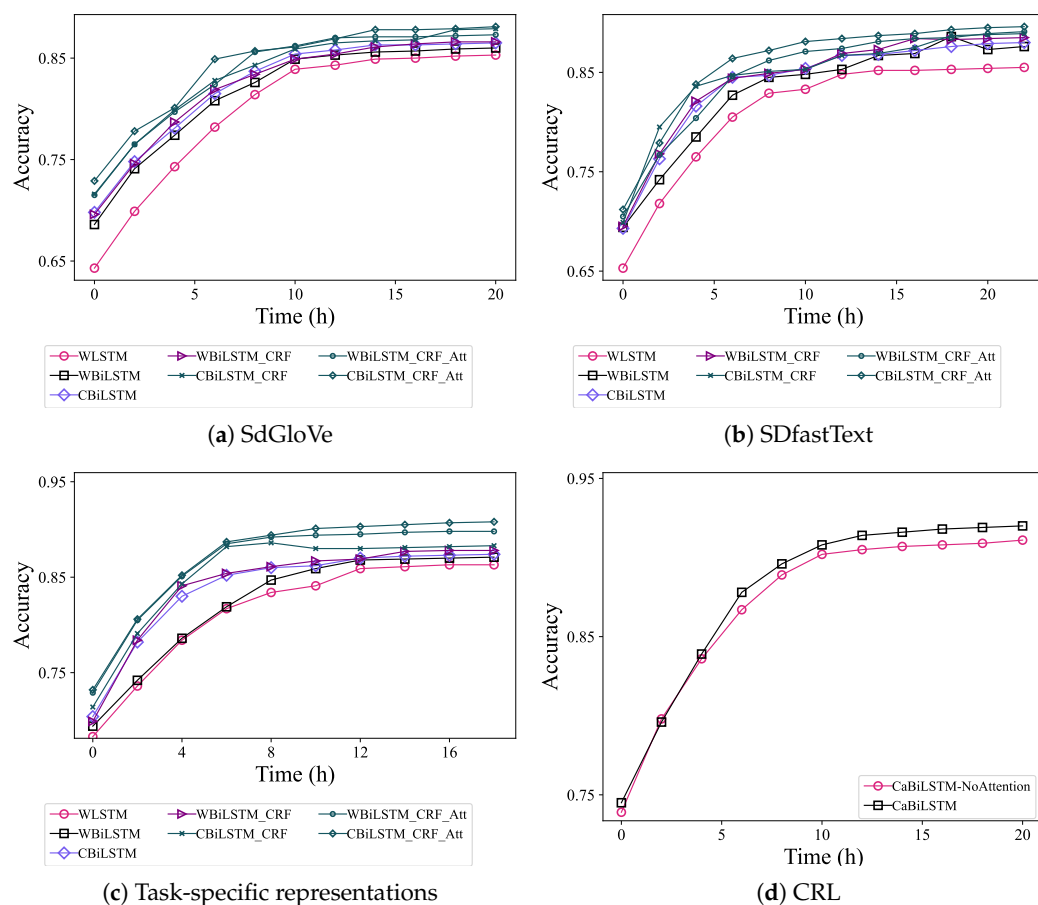 0.85
0.75
0.65
Accuracy
0 5 10 15 20
Time (h)
WLSTM WBiLSTM_CRF WBiLSTM_CRF_Att
WBiLSTM CBiLSTM_CRF CBiLSTM_CRF_Att
CBiLSTM
(a) SdGloVe
0.85
0.75
0.65
Accuracy
0 5 10 15 20
Time (h)
WLSTM WBiLSTM_CRF WBiLSTM_CRF_Att
WBiLSTM CBiLSTM_CRF CBiLSTM_CRF_Att
CBiLSTM
(b) SDfastText
0.95
0.85
0.75
Accuracy
0 4 8 12 16
Time (h)
WLSTM WBiLSTM_CRF WBiLSTM_CRF_Att
WBiLSTM CBiLSTM_CRF CBiLSTM_CRF_Att
CBiLSTM
(c) Task-specific representations
0.95
0.85
0.75
Accuracy
CaBiLSTM-NoAttention
CaBiLSTM
0 5 10 15 20
Time (h)
(d) CRL